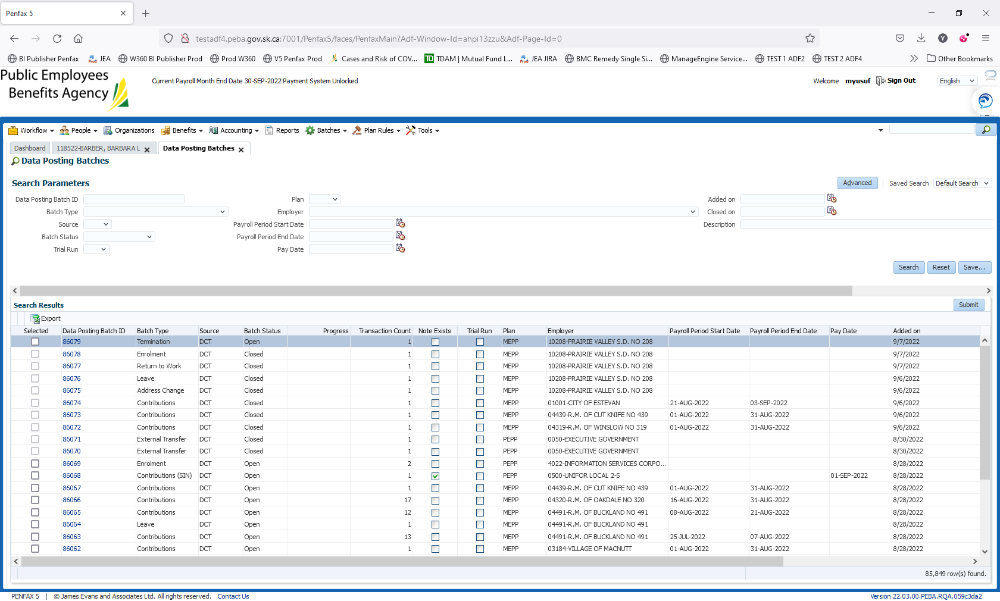 Penfax 5
testadf4.peba.gov.sk.ca:7001/Penfax5/faces/PenfaxMain?Adf-Window-Id=ahpi13zzu&Adf-Page-Id=0
BI Publisher Penfax JEA W360 BI Publisher Prod Prod W360 V5 Penfax Prod Cases and Risk of COV... TDAM | Mutual Fund L... JEA JIRA BMC Remedy Single Si... ManageEngine Service... TEST 1 ADF2 TEST 2 ADF4 Other Bookmarks
Public Employees
Benefits Agency
Current Payroll Month End Date 30-SEP-2022 Payment System Unlocked
Welcome myusuf Sign Out English
Workflow People Organizations Benefits Accounting Reports Batches Plan Rules Tools
Dashboard 118522-BARBER, BARBARA L Data Posting Batches
Data Posting Batches
Search Parameters
Advanced Saved Search Default Search
Data Posting Batch ID Plan Added on
Batch Type Employer Closed on
Source Payroll Period Start Date Description
Batch Status Payroll Period End Date
Trial Run Pay Date
Search Reset Save...
Search Results Submit
Export
Selected Data Posting Batch ID Batch Type Source Batch Status Progress Transaction Count Note Exists Trial Run Plan Employer Payroll Period Start Date Payroll Period End Date Pay Date Added on
86079 Termination DCT Open 1 MEPP 10208-PRAIRIE VALLEY S.D. NO 208 9/7/2022
86078 Enrolment DCT Closed 1 MEPP 10208-PRAIRIE VALLEY S.D. NO 208 9/7/2022
86077 Return to Work DCT Closed 1 MEPP 10208-PRAIRIE VALLEY S.D. NO 208 9/7/2022
86076 Leave DCT Closed 1 MEPP 10208-PRAIRIE VALLEY S.D. NO 208 9/6/2022
86075 Address Change DCT Closed 1 MEPP 10208-PRAIRIE VALLEY S.D. NO 208 9/6/2022
86074 Contributions DCT Closed 1 MEPP 01001-CITY OF ESTEVAN 21-AUG-2022 03-SEP-2022 9/6/2022
86073 Contributions DCT Closed 1 MEPP 04439-R.M. OF CUT KNIFE NO 439 01-AUG-2022 31-AUG-2022 9/6/2022
86072 Contributions DCT Closed 1 MEPP 04319-R.M. OF WINSLOW NO 319 01-AUG-2022 31-AUG-2022 9/6/2022
86071 External Transfer DCT Closed 1 PEPP 0050-EXECUTIVE GOVERNMENT 8/30/2022
86070 External Transfer DCT Closed 1 PEPP 0050-EXECUTIVE GOVERNMENT 8/30/2022
86069 Enrolment DCT Open 2 PEPP 4022-INFORMATION SERVICES CORPO... 8/28/2022
86068 Contributions (SIN) DCT Open 1 PEPP 0500-UNIFOR LOCAL 2-S 01-SEP-2022 8/28/2022
86067 Contributions DCT Open 1 MEPP 04439-R.M. OF CUT KNIFE NO 439 01-AUG-2022 31-AUG-2022 8/28/2022
86066 Contributions DCT Open 17 MEPP 04320-R.M. OF OAKDALE NO 320 16-AUG-2022 31-AUG-2022 8/28/2022
86065 Contributions DCT Open 12 MEPP 04491-R.M. OF BUCKLAND NO 491 08-AUG-2022 21-AUG-2022 8/28/2022
86064 Leave DCT Open 1 MEPP 04491-R.M. OF BUCKLAND NO 491 8/28/2022
86063 Contributions DCT Open 13 MEPP 04491-R.M. OF BUCKLAND NO 491 25-JUL-2022 07-AUG-2022 8/28/2022
86062 Contributions DCT Open 1 MEPP 03184-VILLAGE OF MACNUTT 01-AUG-2022 31-AUG-2022 8/28/2022
85,849 row(s) found.
PENFAX 5 | © James Evans and Associates Ltd. All rights reserved. Contact Us Version 22.03.00.PEBA.RQA.059c3da2